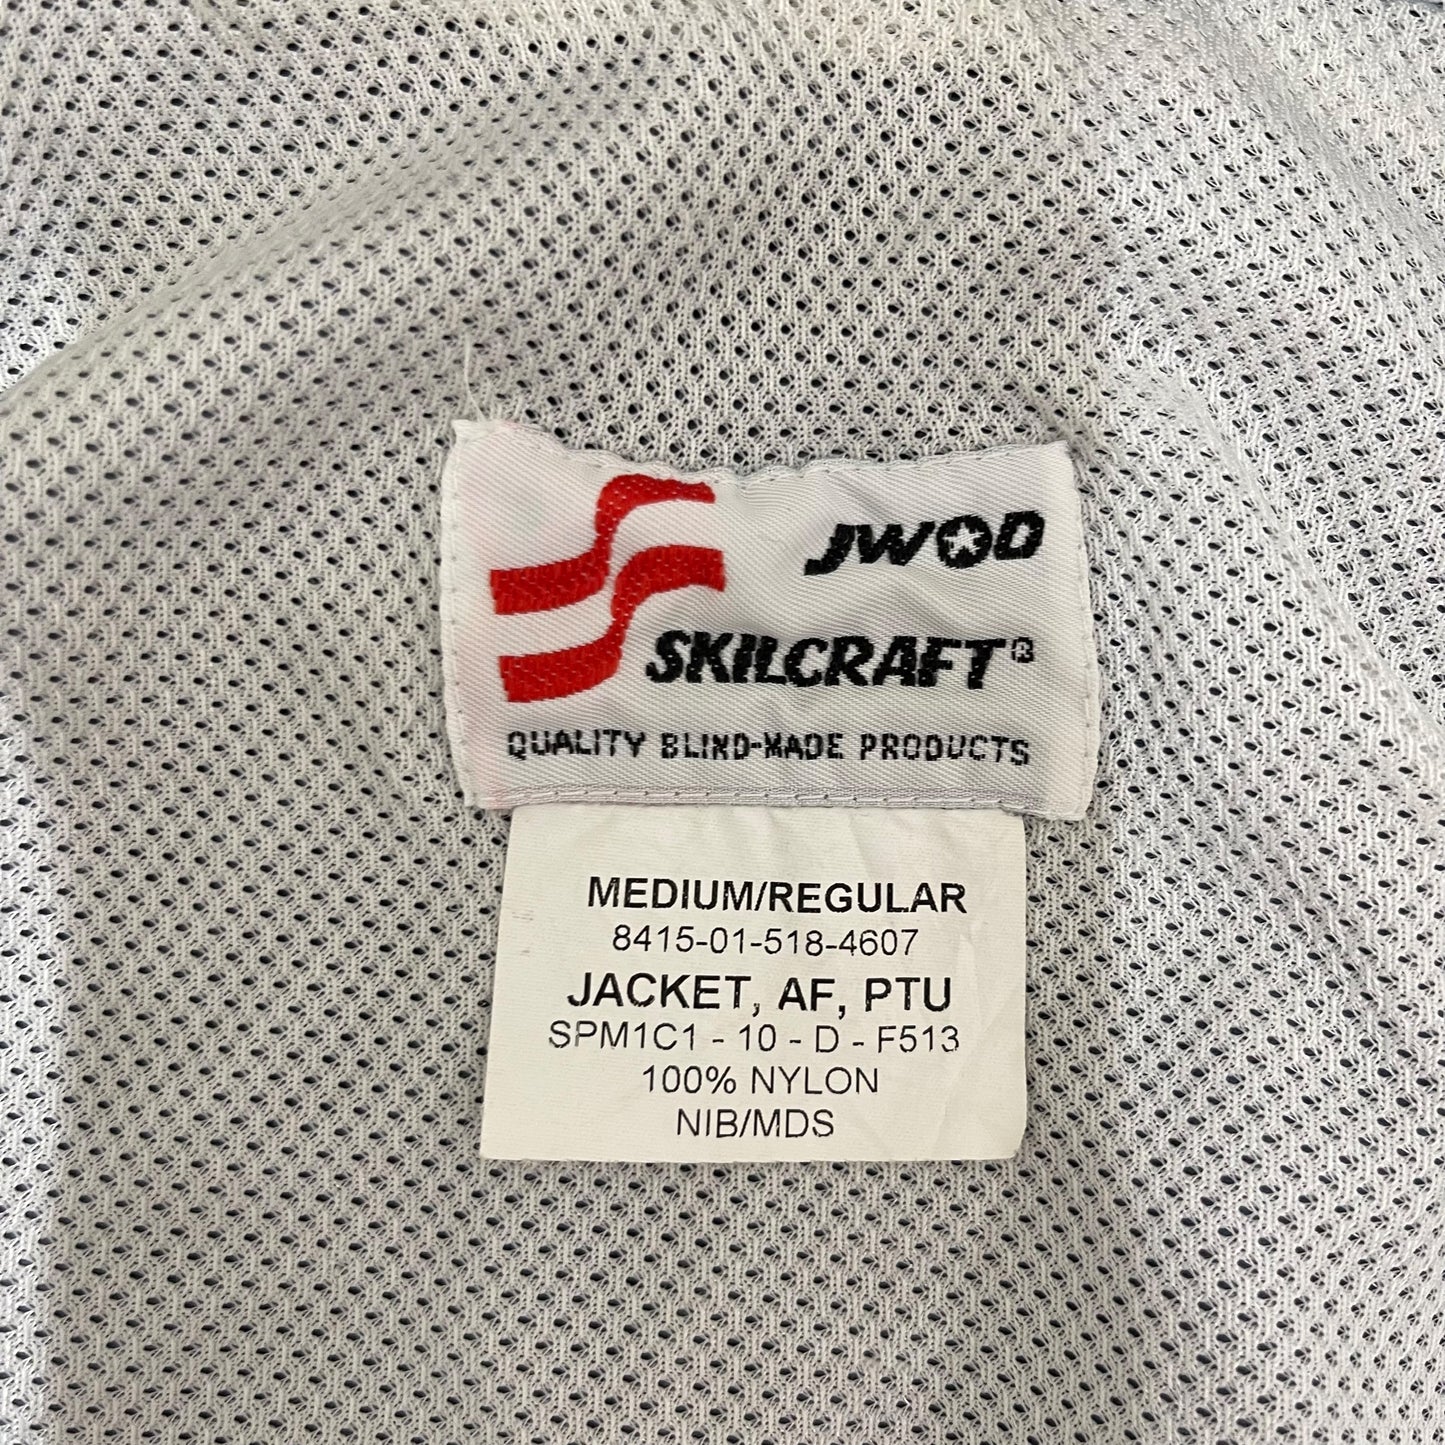 JWOD
SKILCRAFT®
QUALITY BLIND-MADE PRODUCTS
MEDIUM/REGULAR
8415-01-518-4607
JACKET, AF, PTU
SPM1C1 - 10 - D - F513
100% NYLON
NIB/MDS